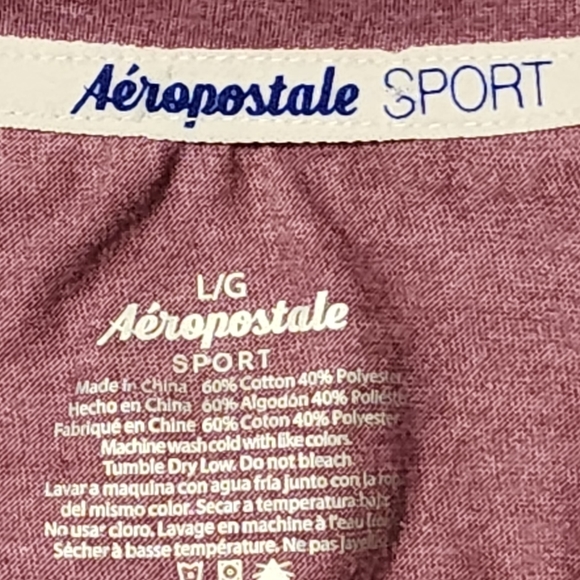 Aéropostale SPORT
L/G
Aéropostale
SPORT
Made in China 60% Cotton 40% Polyester
Hecho en China 60% Algodón 40% Poliéster
Fabriqué en Chine 60% Coton 40% Polyester
Machine wash cold with like colors.
Tumble Dry Low. Do not bleach.
Lavar a maquina con agua fria junto con la ropa
del mismo color. Secar a temperatura baja.
No usar cloro. Lavage en machine à l'eau
Sécher à basse température. Ne pas